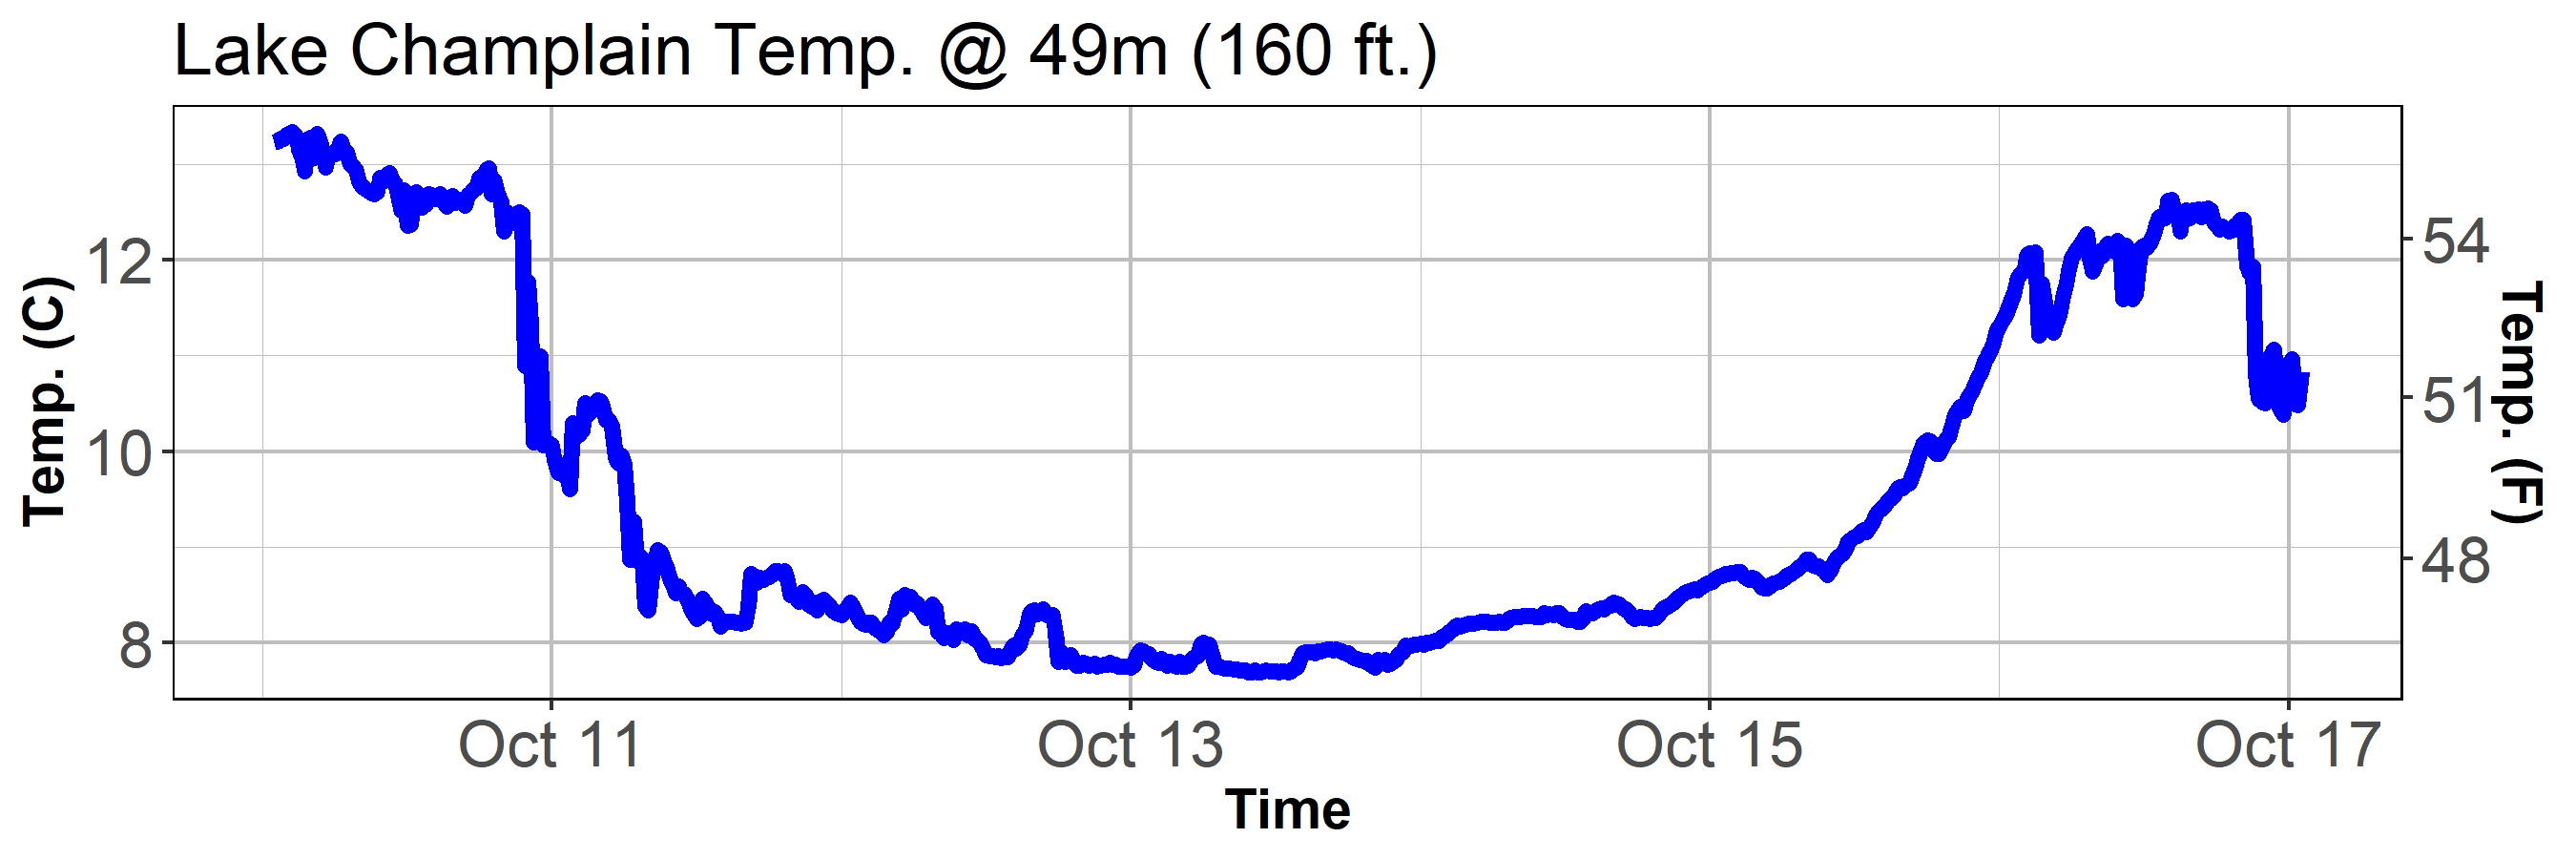 Lake Champlain Temp. @ 49m (160 ft.)
Temp. (C)
12
10
8
54
51
48
Temp. (F)
Oct 11 Oct 13 Oct 15 Oct 17
Time